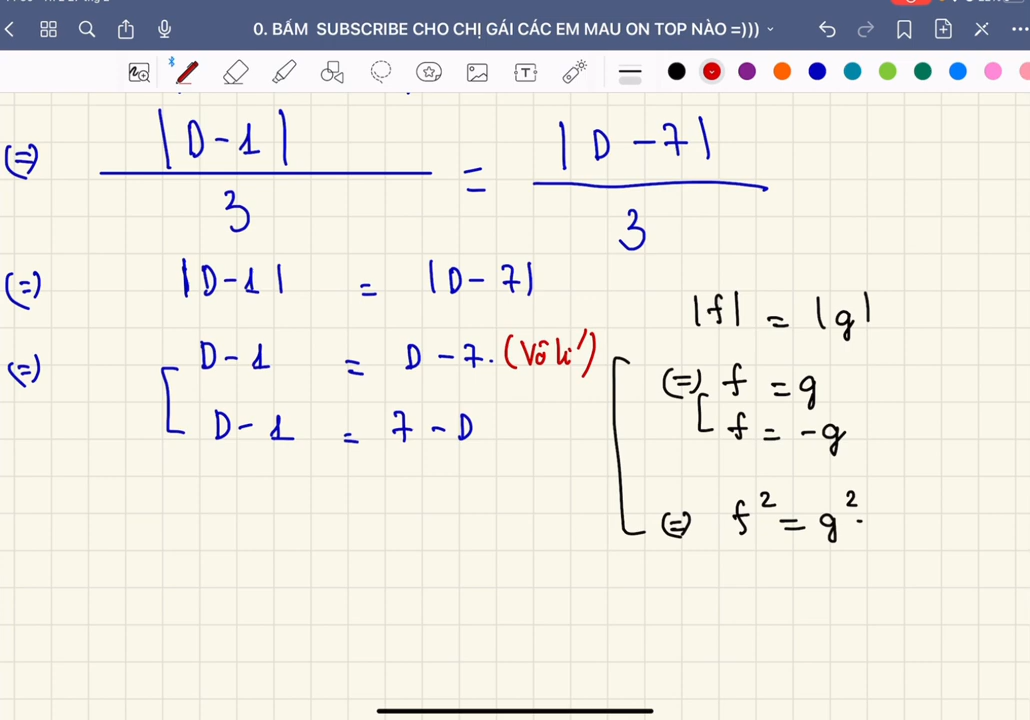 0. BẤM SUBSCRIBE CHO CHỊ GÁI CÁC EM MAU ON TOP NÀO =)))
(=) |D-1| / 3 = |D-7| / 3
(=) |D-1| = |D-7|
(=) [ D-1 = D-7. (Vô lí)
D-1 = 7-D
|f| = |g|
(=) [ f = g
f = -g
(=) f² = g².